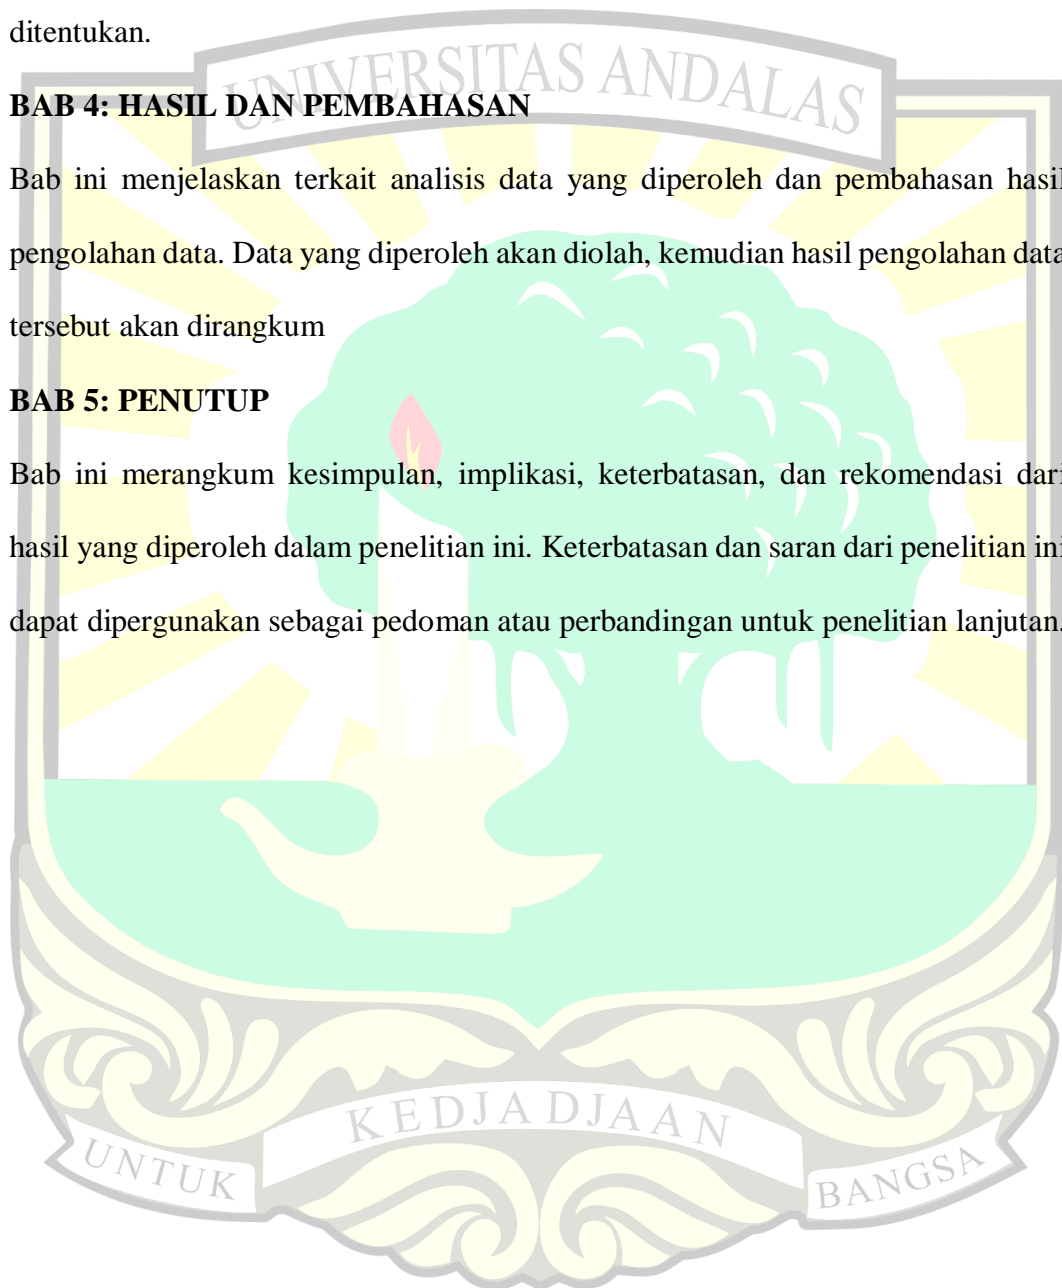 ditentukan.
UNIVERSITAS ANDALAS
BAB 4: HASIL DAN PEMBAHASAN
Bab ini menjelaskan terkait analisis data yang diperoleh dan pembahasan hasil
pengolahan data. Data yang diperoleh akan diolah, kemudian hasil pengolahan data
tersebut akan dirangkum
BAB 5: PENUTUP
Bab ini merangkum kesimpulan, implikasi, keterbatasan, dan rekomendasi dari
hasil yang diperoleh dalam penelitian ini. Keterbatasan dan saran dari penelitian ini
dapat dipergunakan sebagai pedoman atau perbandingan untuk penelitian lanjutan.
UNTUK KEDJADJAAN BANGSA